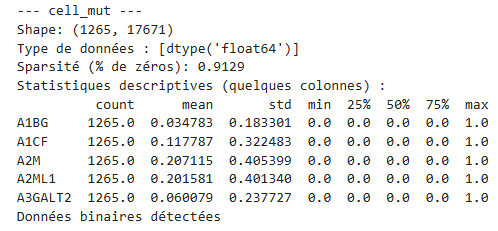 --- cell_mut ---
Shape: (1265, 17671)
Type de données : [dtype('float64')]
Sparsité (% de zéros): 0.9129
Statistiques descriptives (quelques colonnes) :
count mean std min 25% 50% 75% max
A1BG 1265.0 0.034783 0.183301 0.0 0.0 0.0 0.0 1.0
A1CF 1265.0 0.117787 0.322483 0.0 0.0 0.0 0.0 1.0
A2M 1265.0 0.207115 0.405399 0.0 0.0 0.0 0.0 1.0
A2ML1 1265.0 0.201581 0.401340 0.0 0.0 0.0 0.0 1.0
A3GALT2 1265.0 0.060079 0.237727 0.0 0.0 0.0 0.0 1.0
Données binaires détectées